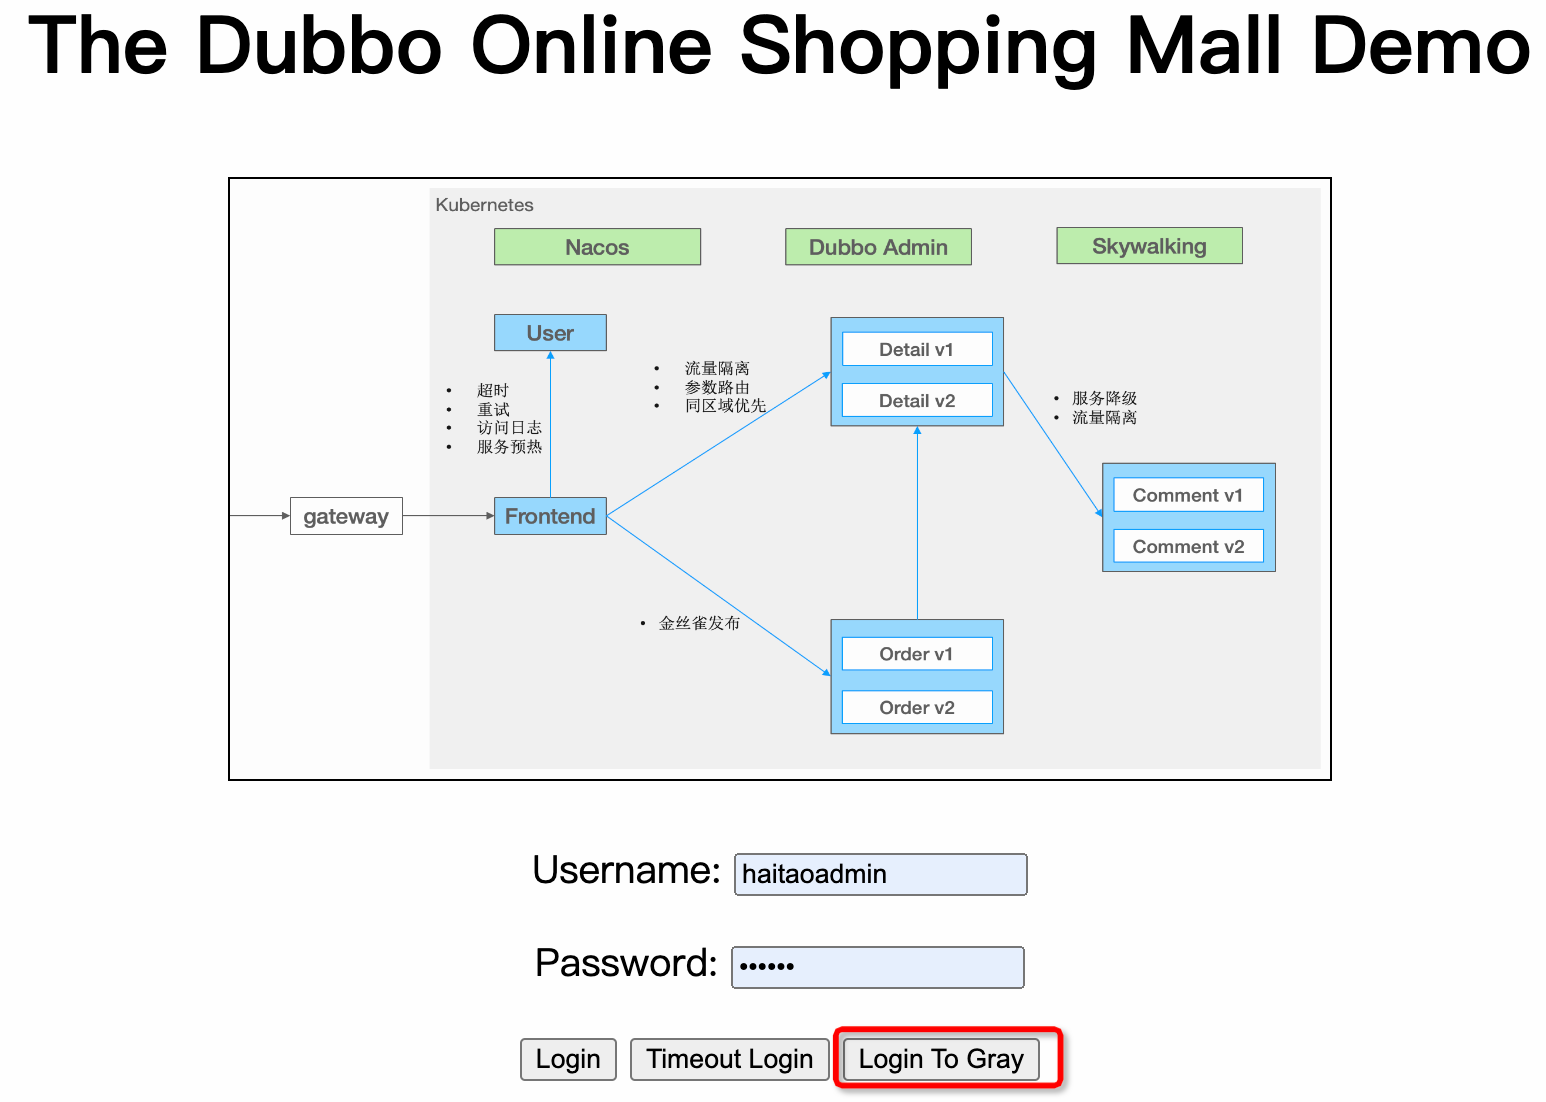 The Dubbo Online Shopping Mall Demo
Kubernetes
Nacos
Dubbo Admin
Skywalking
User
• 超时
• 重试
• 访问日志
• 服务预热
• 流量隔离
• 参数路由
• 同区域优先
Detail v1
Detail v2
• 服务降级
• 流量隔离
gateway
Frontend
Comment v1
Comment v2
• 金丝雀发布
Order v1
Order v2
Username: haitaoadmin
Password: ••••••
Login
Timeout Login
Login To Gray